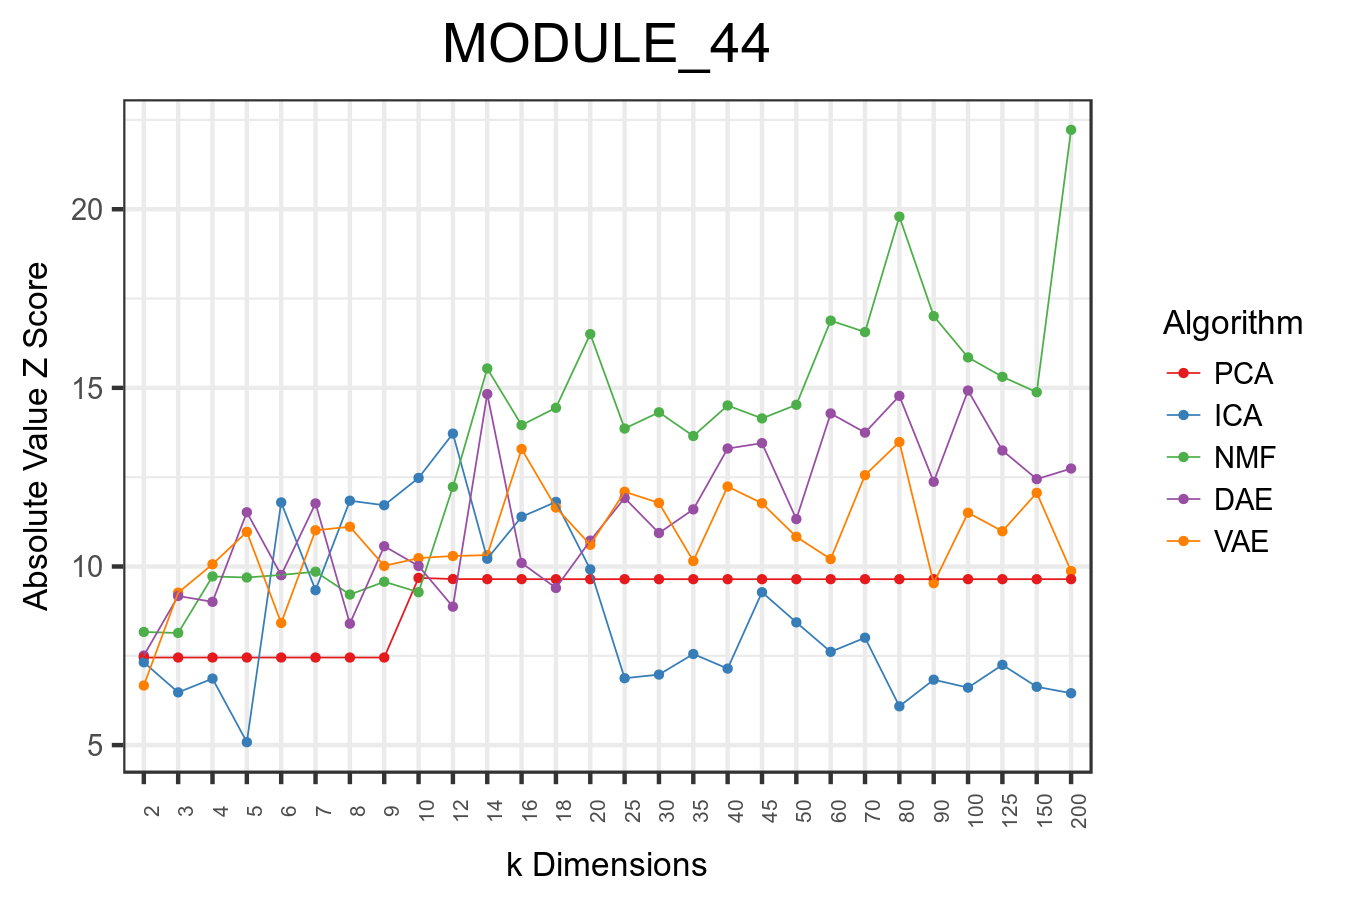 MODULE_44
Absolute Value Z Score
20
15
10
5
2 3 4 5 6 7 8 9 10 12 14 16 18 20 25 30 35 40 45 50 60 70 80 90 100 125 150 200
k Dimensions
Algorithm
PCA
ICA
NMF
DAE
VAE